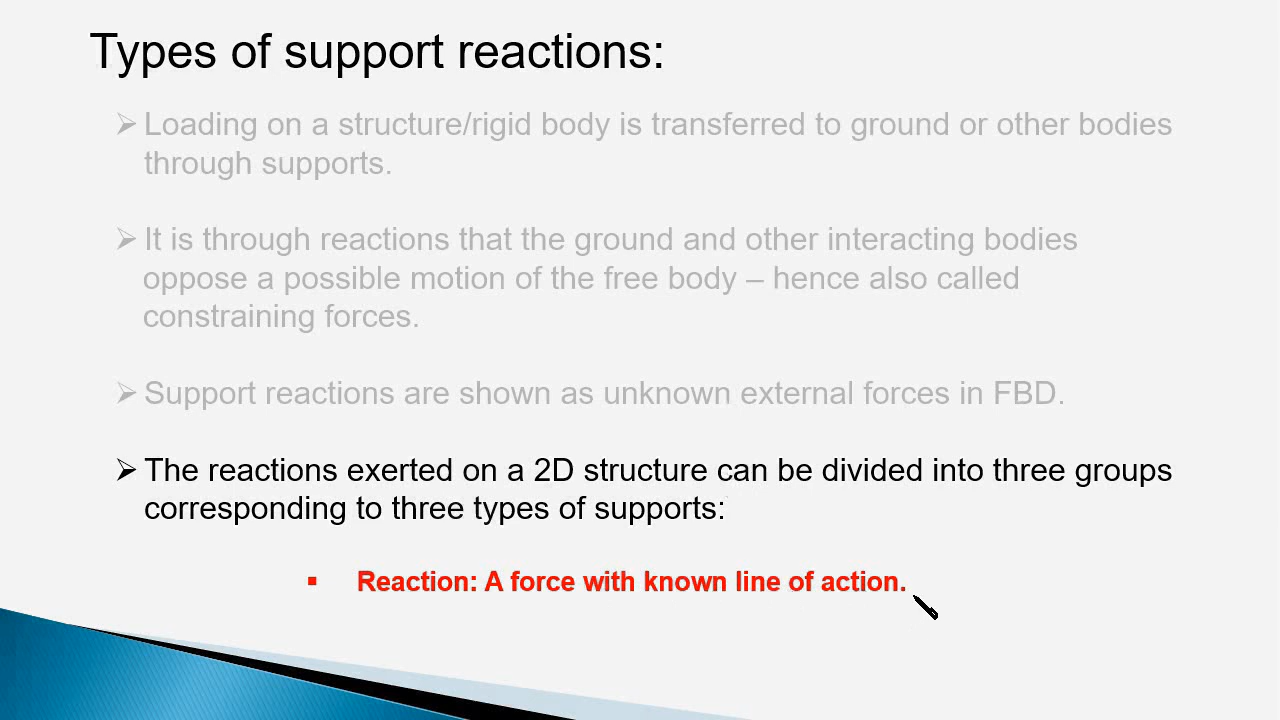 Types of support reactions:
➢ Loading on a structure/rigid body is transferred to ground or other bodies
through supports.
➢ It is through reactions that the ground and other interacting bodies
oppose a possible motion of the free body – hence also called
constraining forces.
➢ Support reactions are shown as unknown external forces in FBD.
➢ The reactions exerted on a 2D structure can be divided into three groups
corresponding to three types of supports:
▪ Reaction: A force with known line of action.